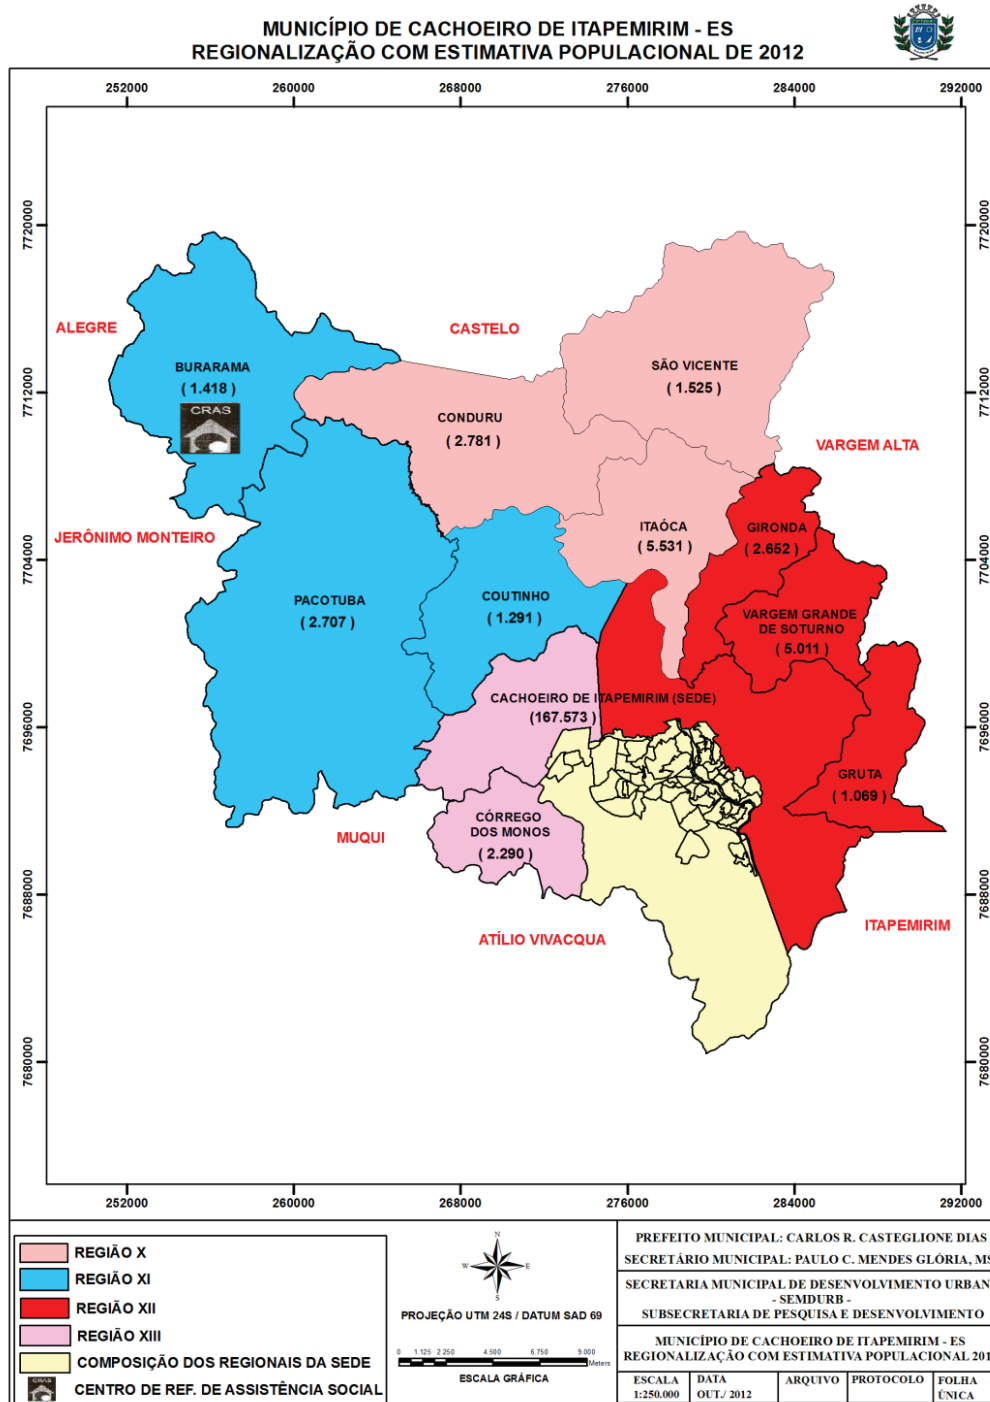 MUNICÍPIO DE CACHOEIRO DE ITAPEMIRIM - ES
REGIONALIZAÇÃO COM ESTIMATIVA POPULACIONAL DE 2012
252000 260000 268000 276000 284000 292000
7720000 7720000
ALEGRE
CASTELO
BURARAMA
( 1.418 )
CRAS
SÃO VICENTE
( 1.525 )
7712000 7712000
CONDURU
( 2.781 )
VARGEM ALTA
JERÔNIMO MONTEIRO
ITAÓCA
( 5.531 )
GIRONDA
( 2.652 )
7704000 7704000
PACOTUBA
( 2.707 )
COUTINHO
( 1.291 )
VARGEM GRANDE
DE SOTURNO
( 5.011 )
CACHOEIRO DE ITAPEMIRIM (SEDE)
(167.573 )
7696000 7696000
GRUTA
( 1.069 )
MUQUI
CÓRREGO
DOS MONOS
( 2.290 )
7688000 7688000
ATÍLIO VIVACQUA
ITAPEMIRIM
7680000 7680000
252000 260000 268000 276000 284000 292000
REGIÃO X
REGIÃO XI
REGIÃO XII
REGIÃO XIII
COMPOSIÇÃO DOS REGIONAIS DA SEDE
CRAS
CENTRO DE REF. DE ASSISTÊNCIA SOCIAL
N
W E
S
PROJEÇÃO UTM 24S / DATUM SAD 69
0 1.125 2.250 4.500 6.750 9.000
Meters
ESCALA GRÁFICA
PREFEITO MUNICIPAL: CARLOS R. CASTEGLIONE DIAS
SECRETÁRIO MUNICIPAL: PAULO C. MENDES GLÓRIA, MS
SECRETARIA MUNICIPAL DE DESENVOLVIMENTO URBAN
- SEMDURB -
SUBSECRETARIA DE PESQUISA E DESENVOLVIMENTO
MUNICÍPIO DE CACHOEIRO DE ITAPEMIRIM - ES
REGIONALIZAÇÃO COM ESTIMATIVA POPULACIONAL 201
ESCALA DATA ARQUIVO PROTOCOLO FOLHA
1:250.000 OUT./ 2012 ÚNICA